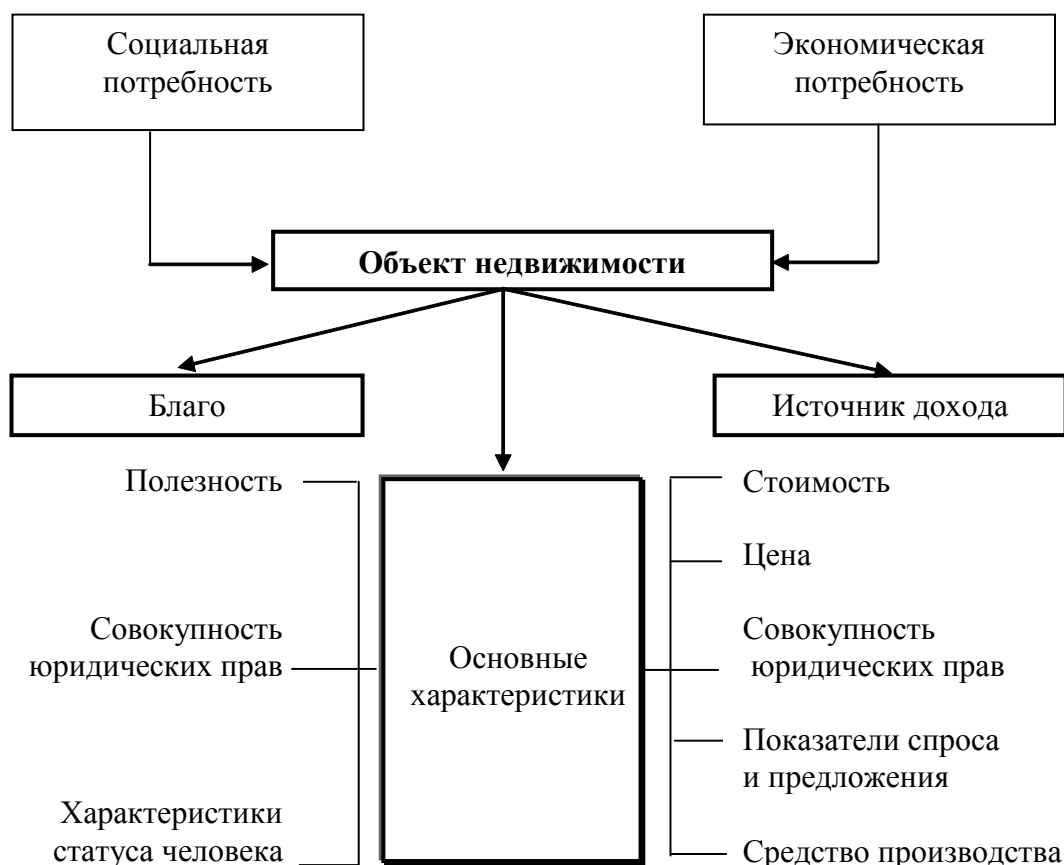 Социальная
потребность
Экономическая
потребность
Объект недвижимости
Благо
Источник дохода
Полезность
Совокупность
юридических прав
Характеристики
статуса человека
Основные
характеристики
Стоимость
Цена
Совокупность
юридических прав
Показатели спроса
и предложения
Средство производства